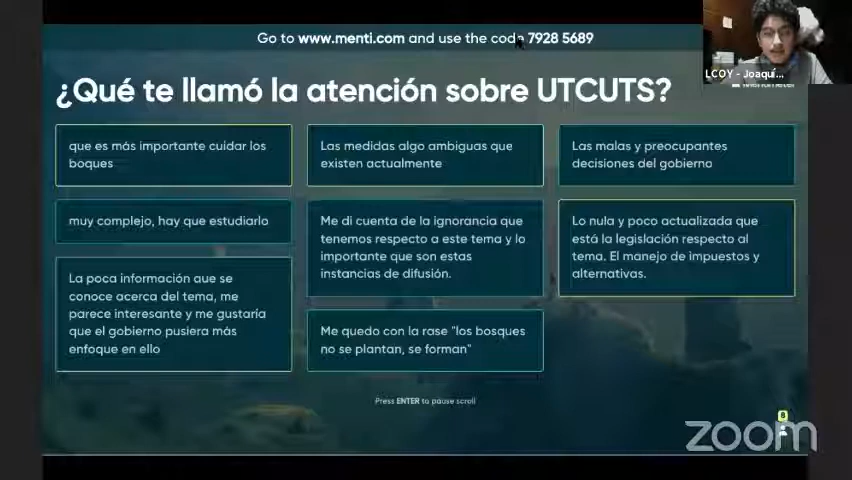 Go to www.menti.com and use the code 7928 5689
LCOY - Joaquí...
¿Qué te llamó la atención sobre UTCUTS?
que es más importante cuidar los
boques
Las medidas algo ambiguas que
existen actualmente
Las malas y preocupantes
decisiones del gobierno
muy complejo, hay que estudiarlo
Me di cuenta de la ignorancia que
tenemos respecto a este tema y lo
importante que son estas
instancias de difusión.
Lo nula y poco actualizada que
está la legislación respecto al
tema. El manejo de impuestos y
alternativas.
La poca información que se
conoce acerca del tema, me
parece interesante y me gustaría
que el gobierno pusiera más
enfoque en ello
Me quedo con la rase "los bosques
no se plantan, se forman"
Press ENTER to pause scroll
8
zoom